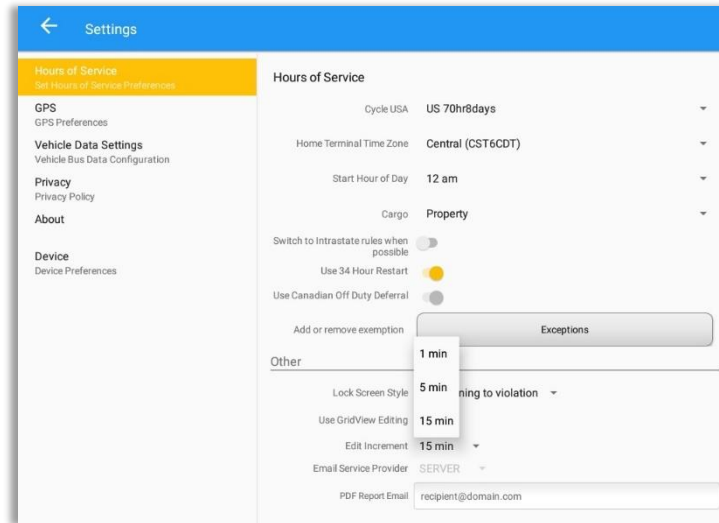 Settings
Hours of Service
Set Hours of Service Preferences
GPS
GPS Preferences
Vehicle Data Settings
Vehicle Bus Data Configuration
Privacy
Privacy Policy
About
Device
Device Preferences
Hours of Service
Cycle USA US 70hr8days
Home Terminal Time Zone Central (CST6CDT)
Start Hour of Day 12 am
Cargo Property
Switch to Intrastate rules when
possible
Use 34 Hour Restart
Use Canadian Off Duty Deferral
Add or remove exemption Exceptions
1 min
Other
Lock Screen Style 5 min to violation
Use GridView Editing 15 min
Edit Increment 15 min
Email Service Provider SERVER
PDF Report Email recipient@domain.com